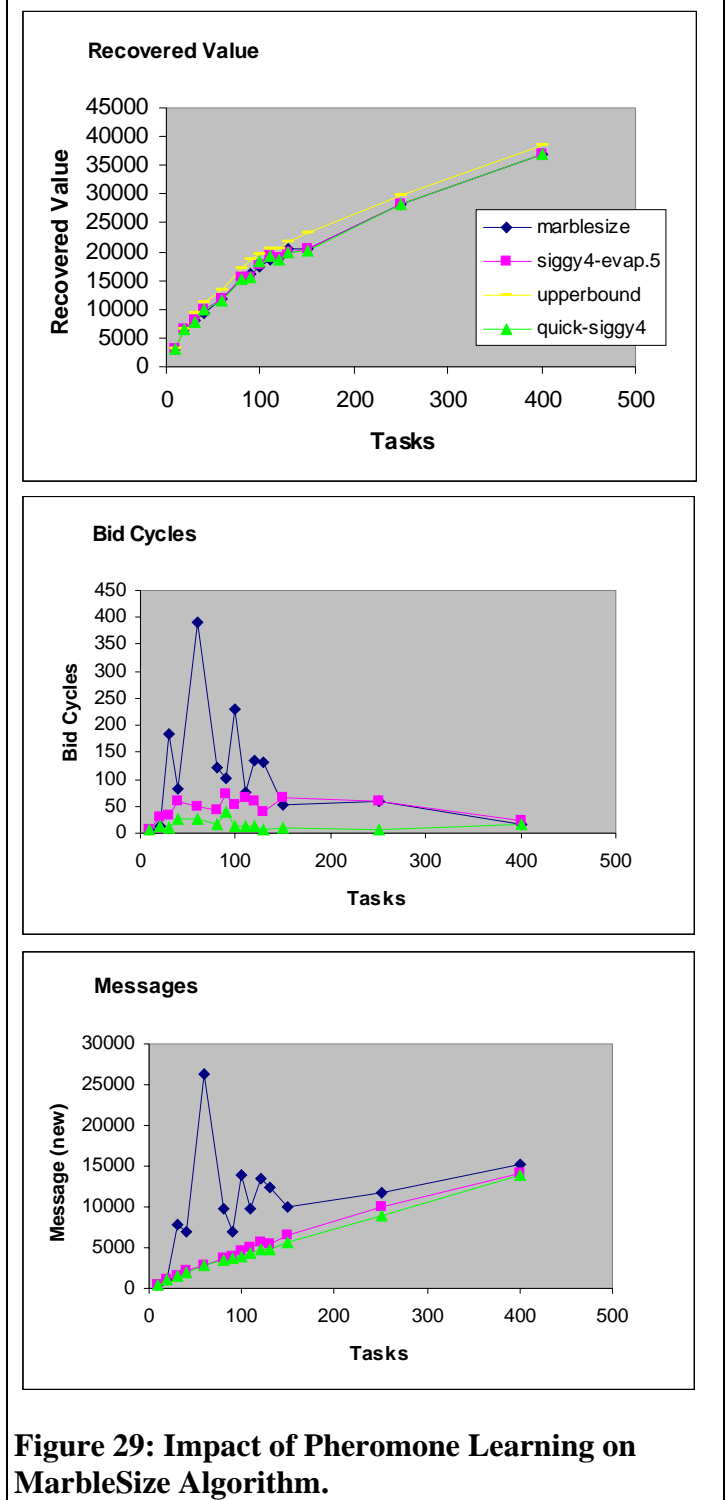 Recovered Value
45000
40000
35000
30000
25000
20000
15000
10000
5000
0
Recovered Value
marblesize
siggy4-evap.5
upperbound
quick-siggy4
0 100 200 300 400 500
Tasks
Bid Cycles
450
400
350
300
250
200
150
100
50
0
Bid Cycles
0 100 200 300 400 500
Tasks
Messages
30000
25000
20000
15000
10000
5000
0
Message (new)
0 100 200 300 400 500
Tasks
Figure 29: Impact of Pheromone Learning on
MarbleSize Algorithm.